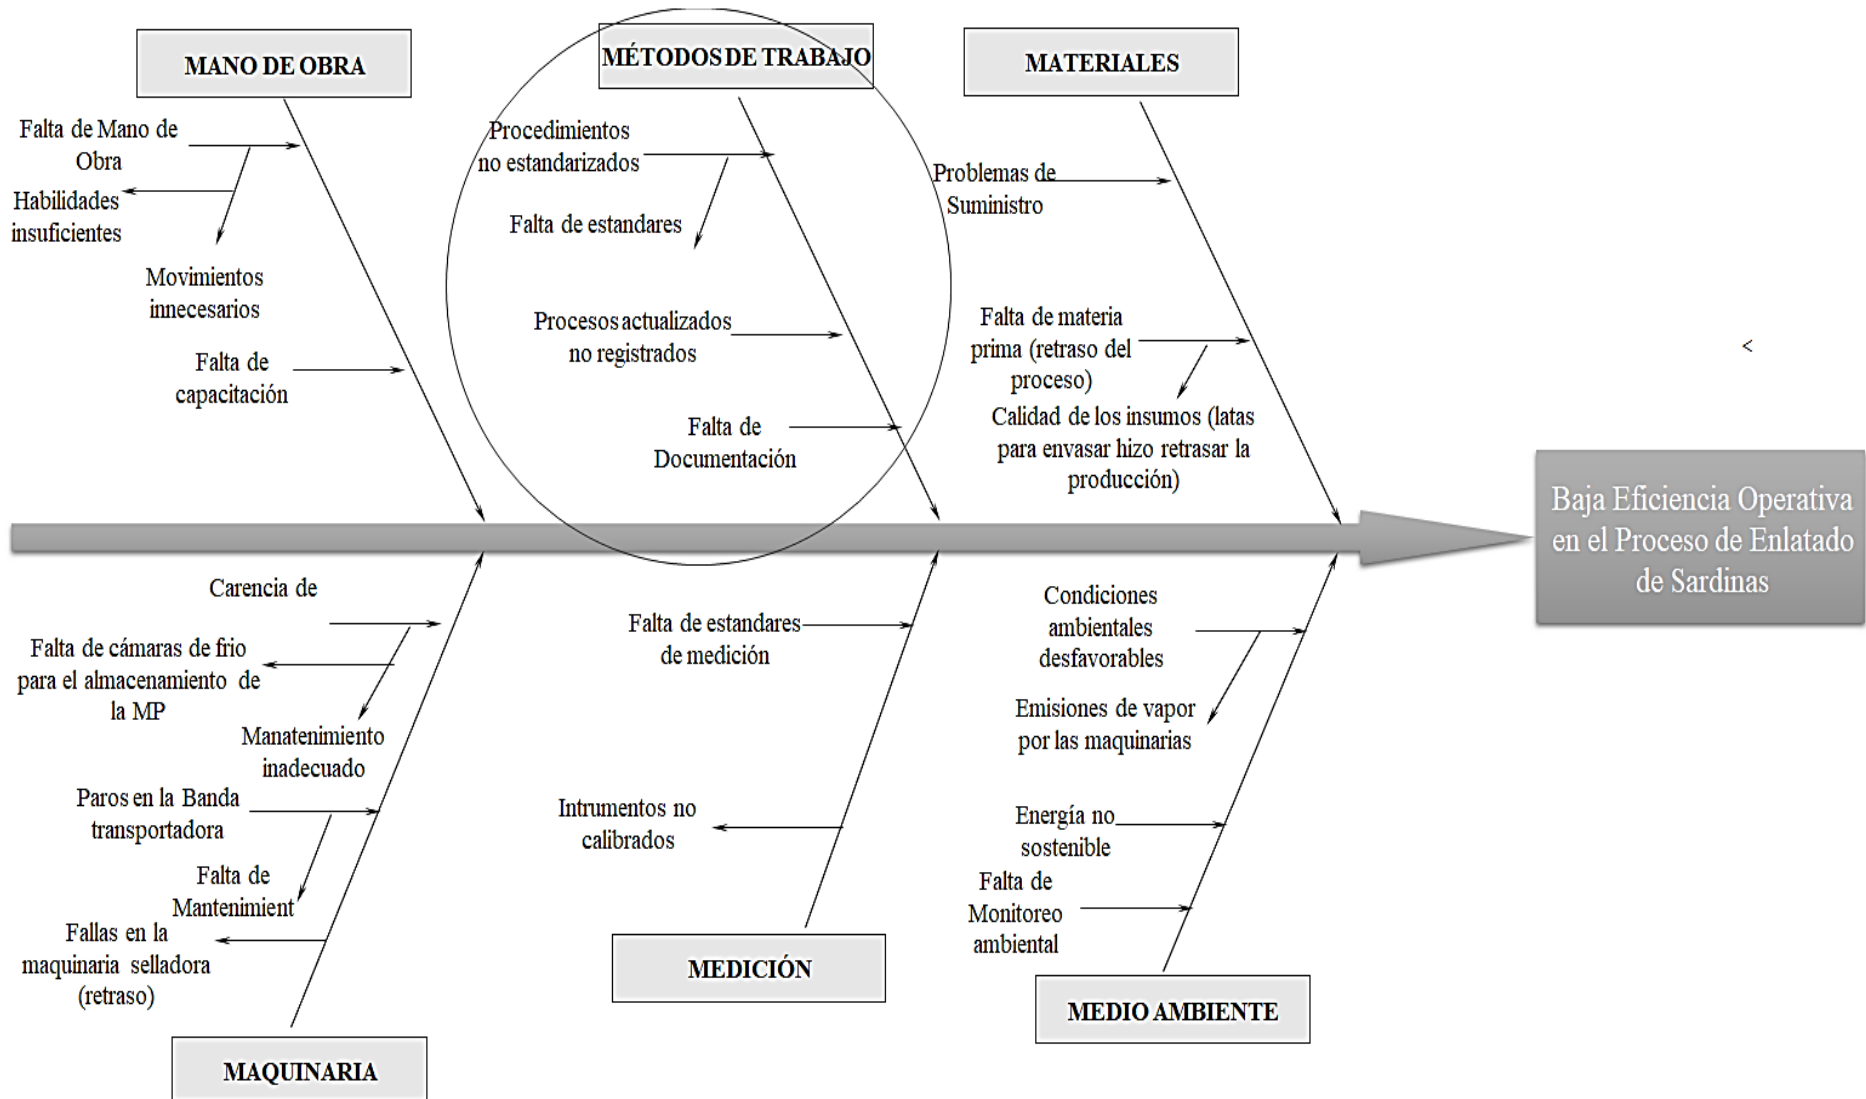 MANO DE OBRA
Falta de Mano de
Obra
Habilidades
insuficientes
Movimientos
innecesarios
Falta de
capacitación
MÉTODOS DE TRABAJO
Procedimientos
no estandarizados
Falta de estandares
Procesos actualizados
no registrados
Falta de
Documentación
MATERIALES
Problemas de
Suministro
Falta de materia
prima (retraso del
proceso)
Calidad de los insumos (latas
para envasar hizo retrasar la
producción)
<
Baja Eficiencia Operativa
en el Proceso de Enlatado
de Sardinas
Carencia de
Falta de cámaras de frio
para el almacenamiento de
la MP
Manatenimiento
inadecuado
Paros en la Banda
transportadora
Falta de
Mantenimient
Fallas en la
maquinaria selladora
(retraso)
MAQUINARIA
Falta de estandares
de medición
Intrumentos no
calibrados
MEDICIÓN
Condiciones
ambientales
desfavorables
Emisiones de vapor
por las maquinarias
Energía no
sostenible
Falta de
Monitoreo
ambiental
MEDIO AMBIENTE